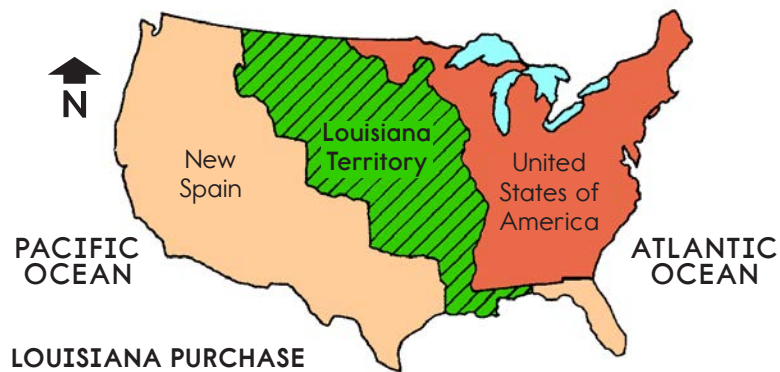 N
Louisiana
Territory
New
Spain
United
States of
America
PACIFIC
OCEAN
ATLANTIC
OCEAN
LOUISIANA PURCHASE